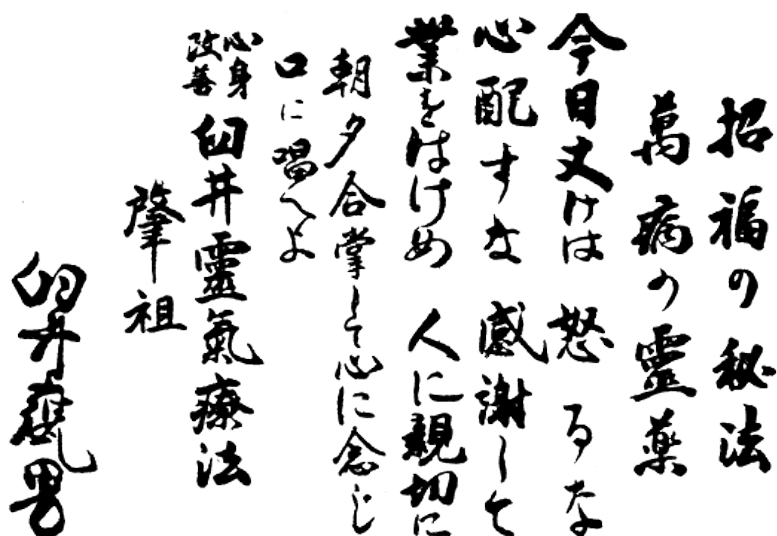 招福の秘法
萬病の靈薬
今日丈けは 怒るな
心配すな 感謝して
業をはけめ 人に親切に
朝夕合掌して心に念じ
口に唱へよ
心身
改善
臼井靈氣療法
肇祖
臼井甕男